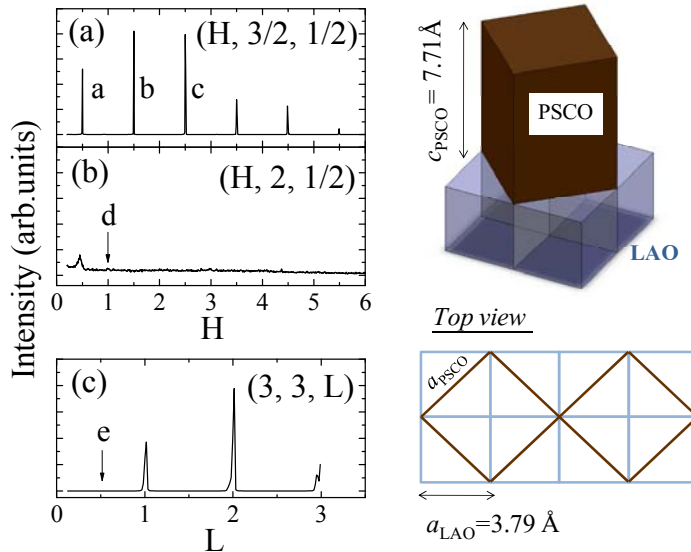 (a)
(H, 3/2, 1/2)
a
b
c
(b)
(H, 2, 1/2)
d
0 1 2 3 4 5 6
H
Intensity (arb.units)
(c)
(3, 3, L)
e
0 1 2 3
L
c_PSCO = 7.71Å
PSCO
LAO
Top view
a_PSCO
a_LAO=3.79 Å